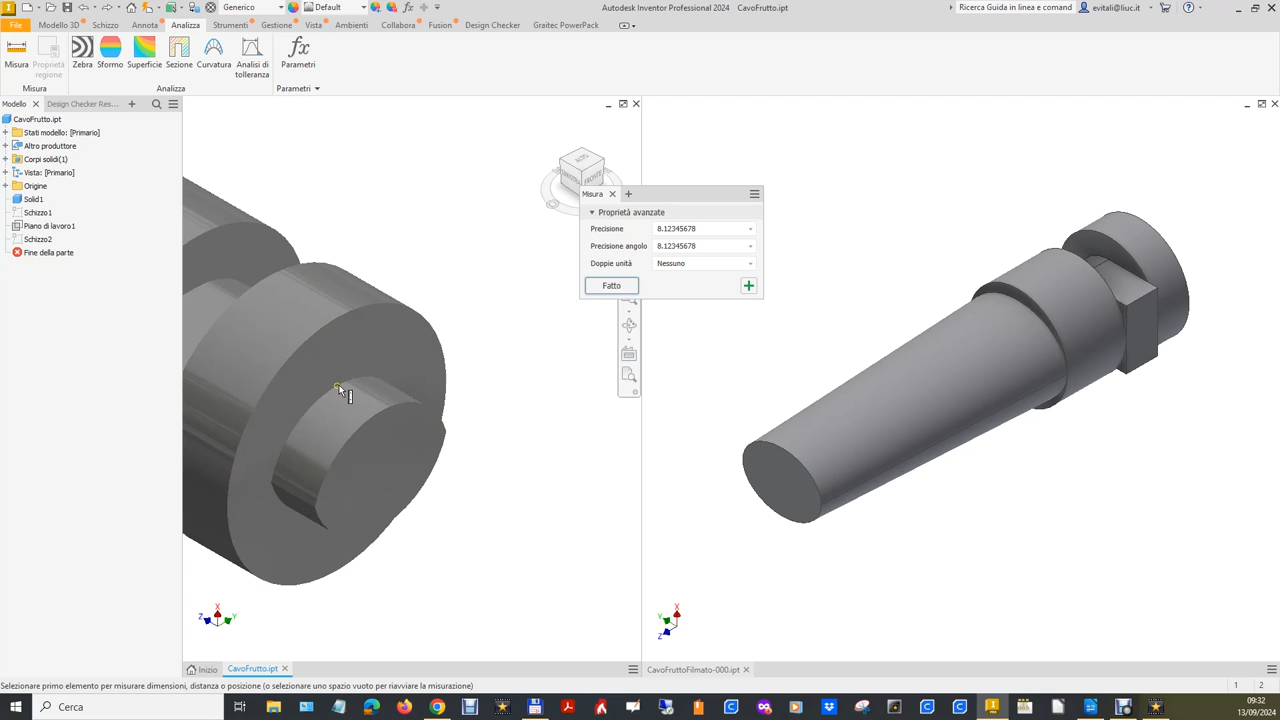 Generico
Default
Autodesk Inventor Professional 2024 CavoFrutto.ipt
Ricerca Guida in linea e comandi
evitali@liuc.it
File
Modello 3D
Schizzo
Annota
Analizza
Strumenti
Gestione
Vista
Ambienti
Collabora
Fusion
Design Checker
Graitec PowerPack
Misura
Proprietà
regione
Zebra
Sformo
Superficie
Sezione
Curvatura
Analisi di
tolleranza
fx
Parametri
Misura
Analizza
Parametri
Modello
Design Checker Res...
CavoFrutto.ipt
Stati modello: [Primario]
Altro produttore
Corpi solidi(1)
Vista: [Primario]
Origine
Solid1
Schizzo1
Piano di lavoro1
Schizzo2
Fine della parte
ALTO
FRONTE
Misura
Proprietà avanzate
Precisione
8.12345678
Precisione angolo
8.12345678
Doppie unità
Nessuno
Fatto
X
Z
Y
X
Y
Z
Inizio
CavoFrutto.ipt
CavoFruttoFilmato-000.ipt
Selezionare primo elemento per misurare dimensioni, distanza o posizione (o selezionare uno spazio vuoto per riavviare la misurazione)
1
2
Cerca
09:32
13/09/2024